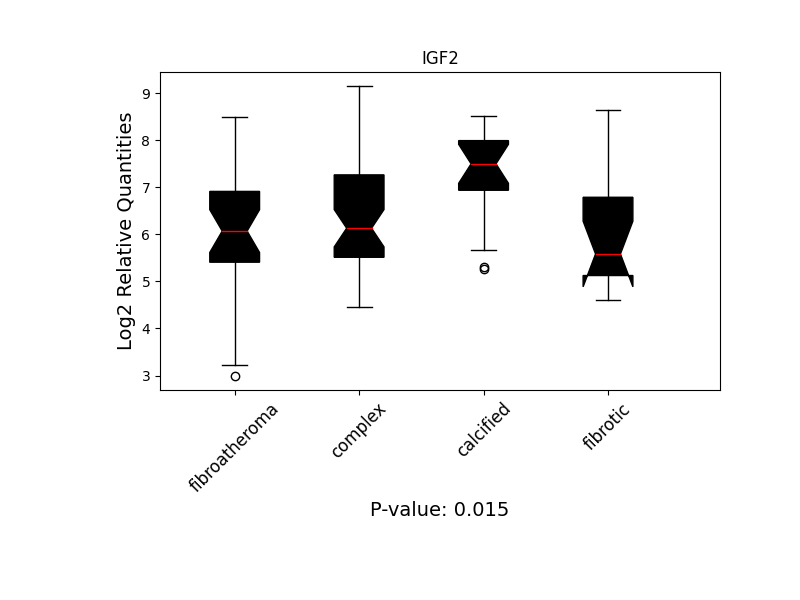 IGF2
Log2 Relative Quantities
9
8
7
6
5
4
3
fibroatheroma
complex
calcified
fibrotic
P-value: 0.015